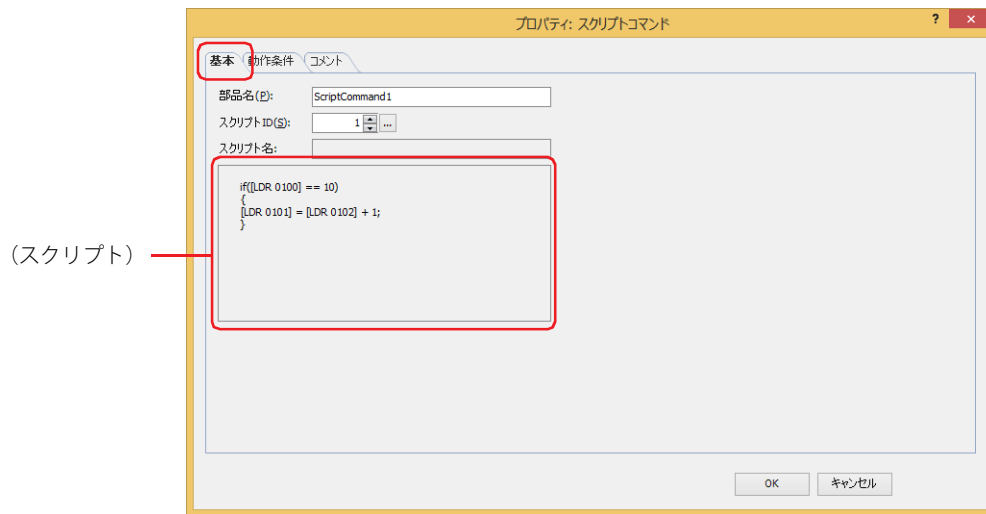 プロパティ: スクリプトコマンド
? ×
基本 動作条件 コメント
部品名(P): ScriptCommand1
スクリプトID(S): 1 ...
スクリプト名:
if([LDR 0100] == 10)
{
[LDR 0101] = [LDR 0102] + 1;
}
（スクリプト）
OK キャンセル